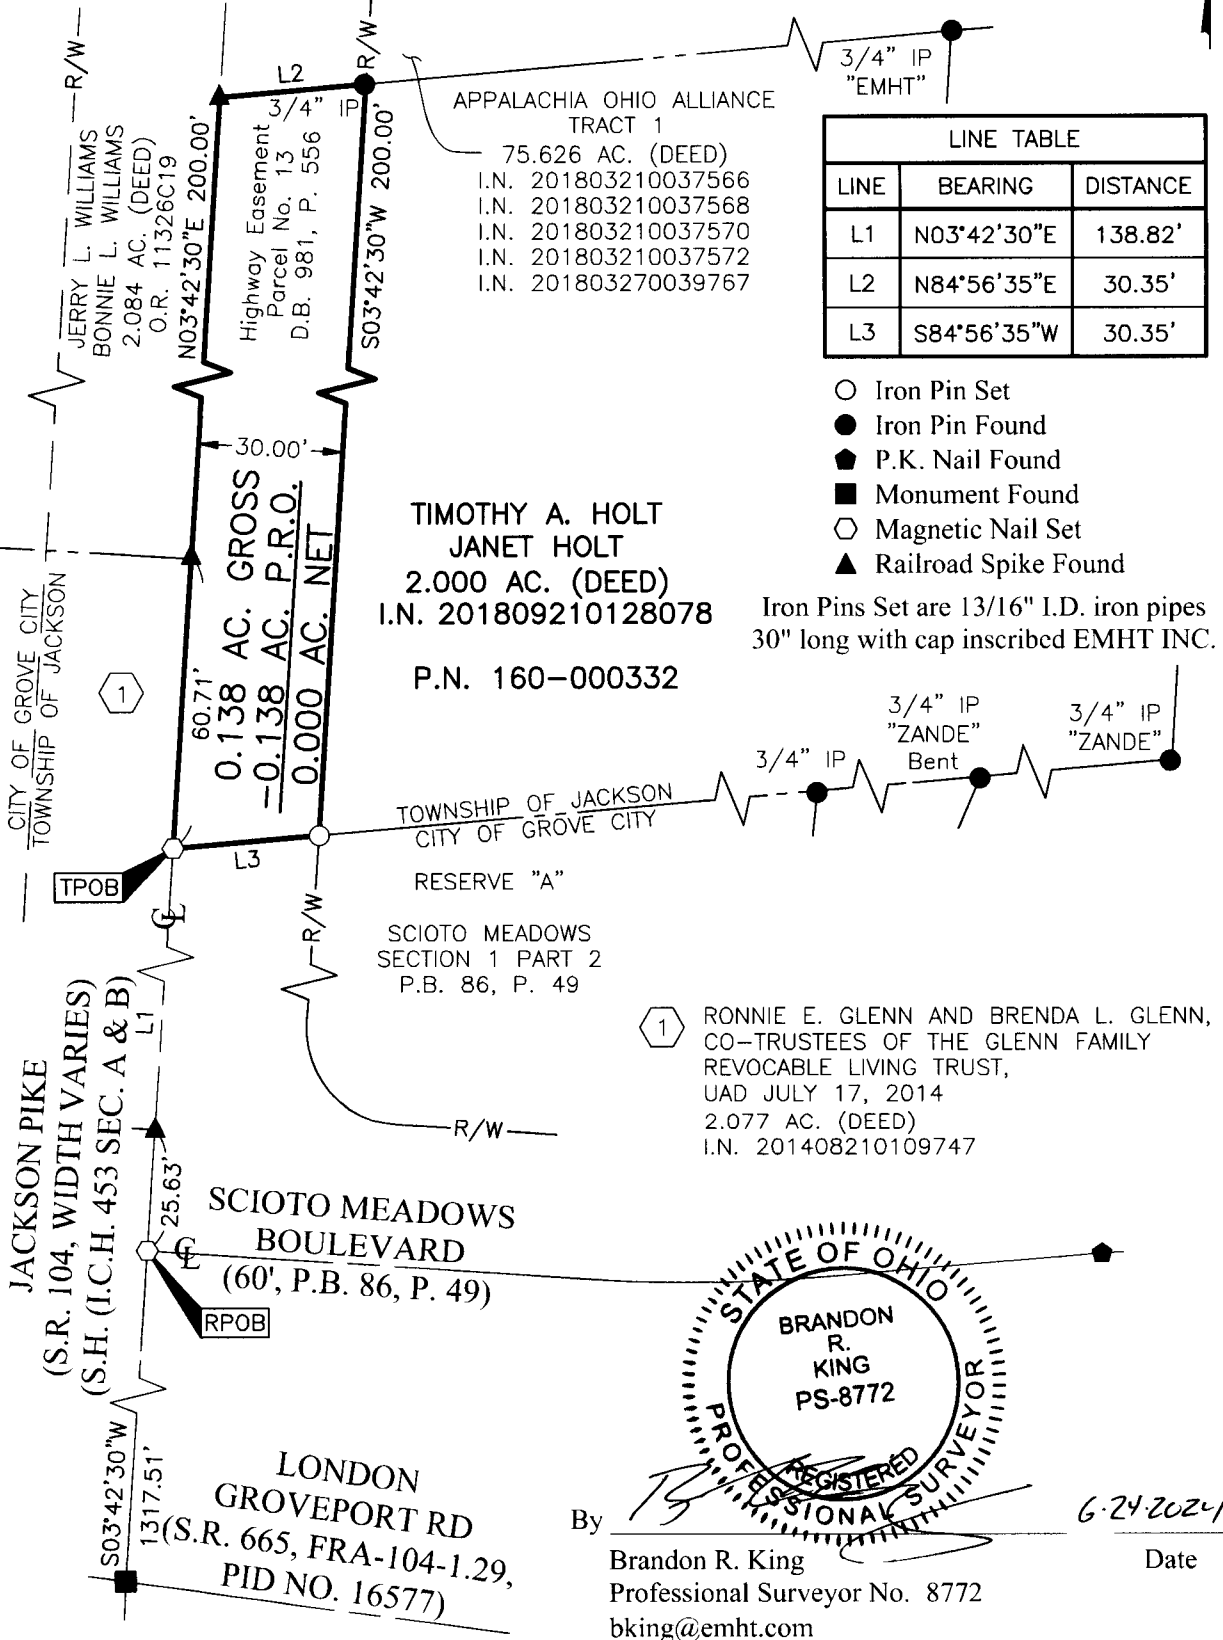 R/W
R/W
L2
3/4" IP
3/4" IP
"EMHT"
JERRY L. WILLIAMS
BONNIE L. WILLIAMS
2.084 AC. (DEED)
O.R. 11326C19
N03°42'30"E 200.00'
Highway Easement
Parcel No. 13
D.B. 981, P. 556
S03°42'30"W 200.00'
APPALACHIA OHIO ALLIANCE
TRACT 1
75.626 AC. (DEED)
I.N. 201803210037566
I.N. 201803210037568
I.N. 201803210037570
I.N. 201803210037572
I.N. 201803270039767
LINE TABLE
LINE BEARING DISTANCE
L1 N03°42'30"E 138.82'
L2 N84°56'35"E 30.35'
L3 S84°56'35"W 30.35'
Iron Pin Set
Iron Pin Found
P.K. Nail Found
Monument Found
Magnetic Nail Set
Railroad Spike Found
Iron Pins Set are 13/16" I.D. iron pipes
30" long with cap inscribed EMHT INC.
30.00'
0.138 AC. GROSS
-0.138 AC. P.R.O.
0.000 AC. NET
60.71'
TIMOTHY A. HOLT
JANET HOLT
2.000 AC. (DEED)
I.N. 201809210128078
P.N. 160-000332
CITY OF GROVE CITY
TOWNSHIP OF JACKSON
1
3/4" IP
3/4" IP
"ZANDE"
Bent
3/4" IP
"ZANDE"
TOWNSHIP OF JACKSON
CITY OF GROVE CITY
L3
TPOB
CL
R/W
RESERVE "A"
SCIOTO MEADOWS
SECTION 1 PART 2
P.B. 86, P. 49
1 RONNIE E. GLENN AND BRENDA L. GLENN,
CO-TRUSTEES OF THE GLENN FAMILY
REVOCABLE LIVING TRUST,
UAD JULY 17, 2014
2.077 AC. (DEED)
I.N. 201408210109747
L1
JACKSON PIKE
(S.R. 104, WIDTH VARIES)
(S.H. (I.C.H. 453 SEC. A & B)
R/W
25.63'
CL
SCIOTO MEADOWS
BOULEVARD
(60', P.B. 86, P. 49)
RPOB
S03°42'30"W
1317.51'
LONDON
GROVEPORT RD
(S.R. 665, FRA-104-1.29,
PID NO. 16577)
STATE OF OHIO
BRANDON
R.
KING
PS-8772
REGISTERED
PROFESSIONAL SURVEYOR
By
6-24-2024
Brandon R. King
Date
Professional Surveyor No. 8772
bking@emht.com